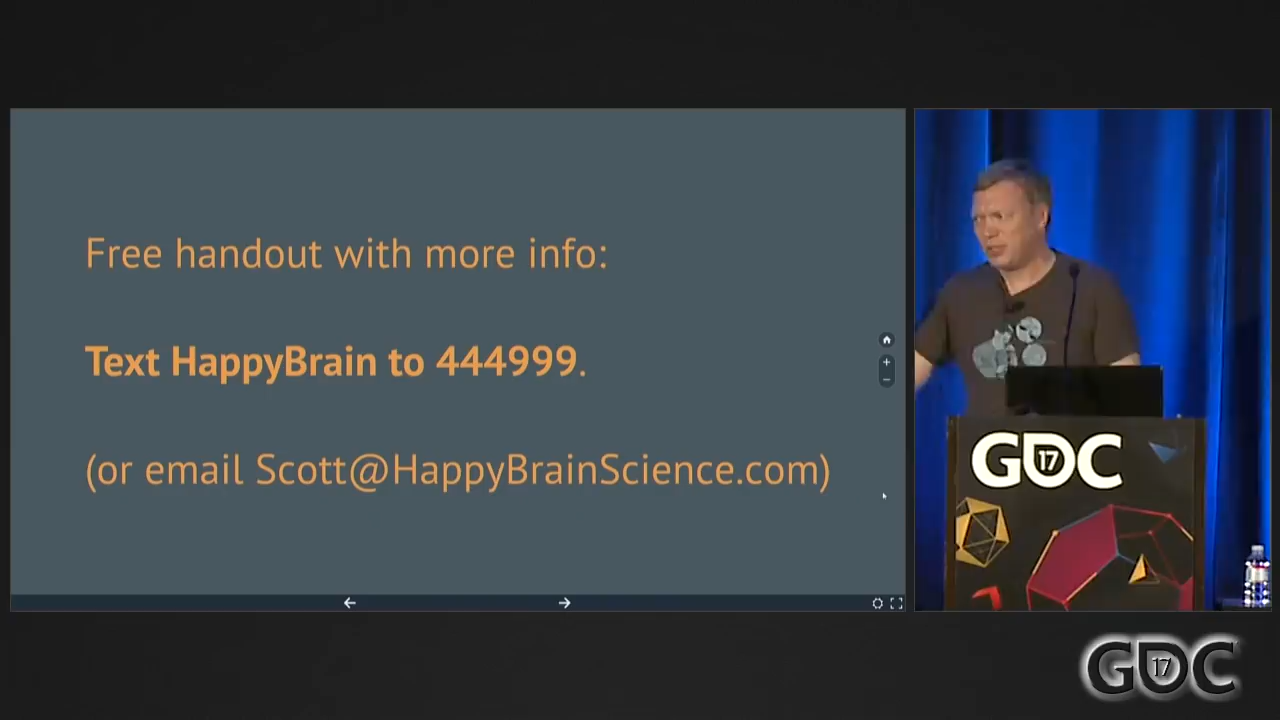 Free handout with more info:
Text HappyBrain to 444999.
(or email Scott@HappyBrainScience.com)
GDC
17
GDC
17